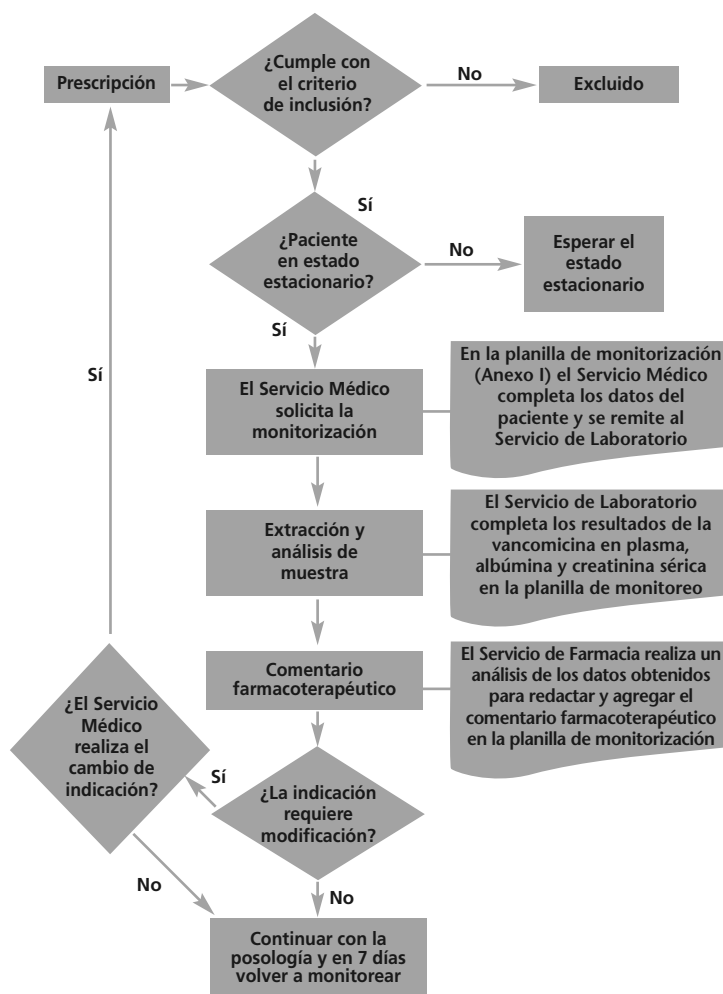 Prescripción
¿Cumple con
el criterio
de inclusión?
No
Excluido
Sí
¿Paciente
en estado
estacionario?
No
Esperar el
estado
estacionario
Sí
Sí
El Servicio Médico
solicita la
monitorización
En la planilla de monitorización
(Anexo I) el Servicio Médico
completa los datos del
paciente y se remite al
Servicio de Laboratorio
Extracción y
análisis de
muestra
El Servicio de Laboratorio
completa los resultados de la
vancomicina en plasma,
albúmina y creatinina sérica
en la planilla de monitoreo
Comentario
farmacoterapéutico
El Servicio de Farmacia realiza un
análisis de los datos obtenidos
para redactar y agregar el
comentario farmacoterapéutico
en la planilla de monitorización
¿El Servicio
Médico
realiza el
cambio de
indicación?
Sí
¿La indicación
requiere
modificación?
No
No
Continuar con la
posología y en 7 días
volver a monitorear